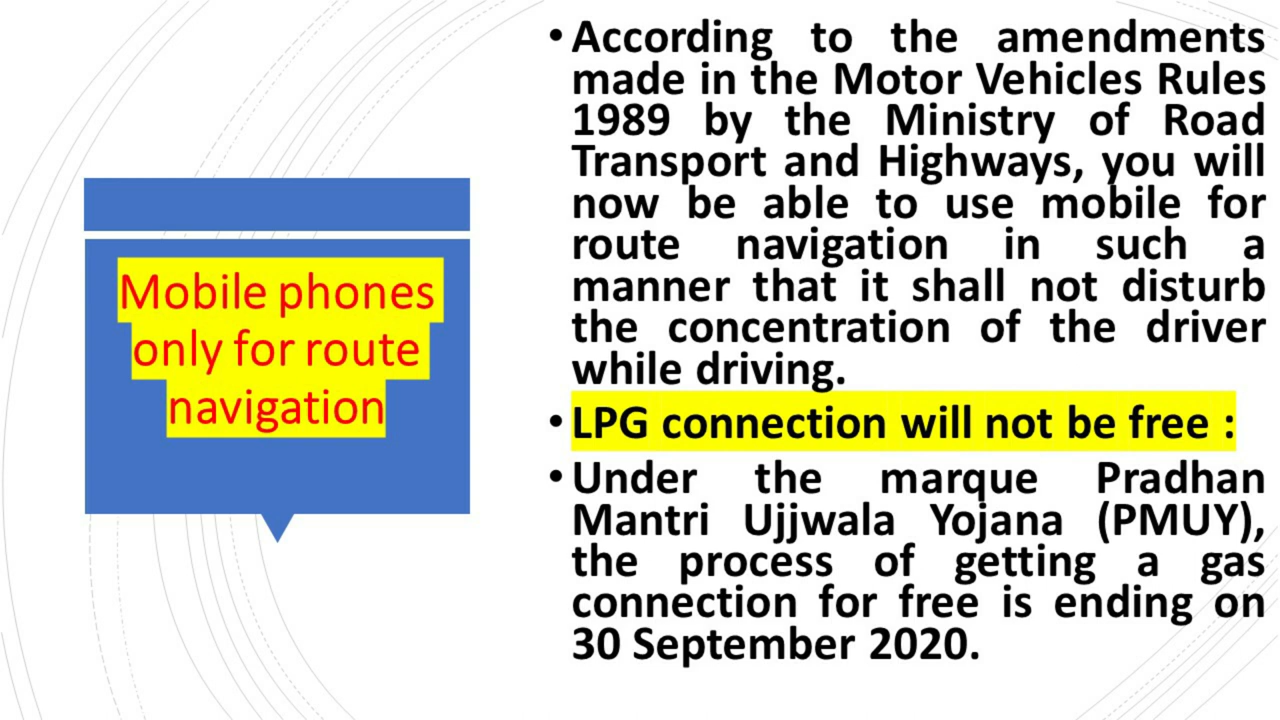 Mobile phones
only for route
navigation
• According to the amendments
made in the Motor Vehicles Rules
1989 by the Ministry of Road
Transport and Highways, you will
now be able to use mobile for
route navigation in such a
manner that it shall not disturb
the concentration of the driver
while driving.
• LPG connection will not be free :
• Under the marque Pradhan
Mantri Ujjwala Yojana (PMUY),
the process of getting a gas
connection for free is ending on
30 September 2020.